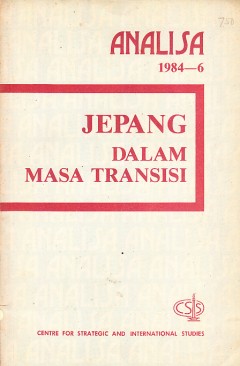 ANALISA
1984—6
JEPANG
DALAM
MASA TRANSISI
CSIS
CENTRE FOR STRATEGIC AND INTERNATIONAL STUDIES